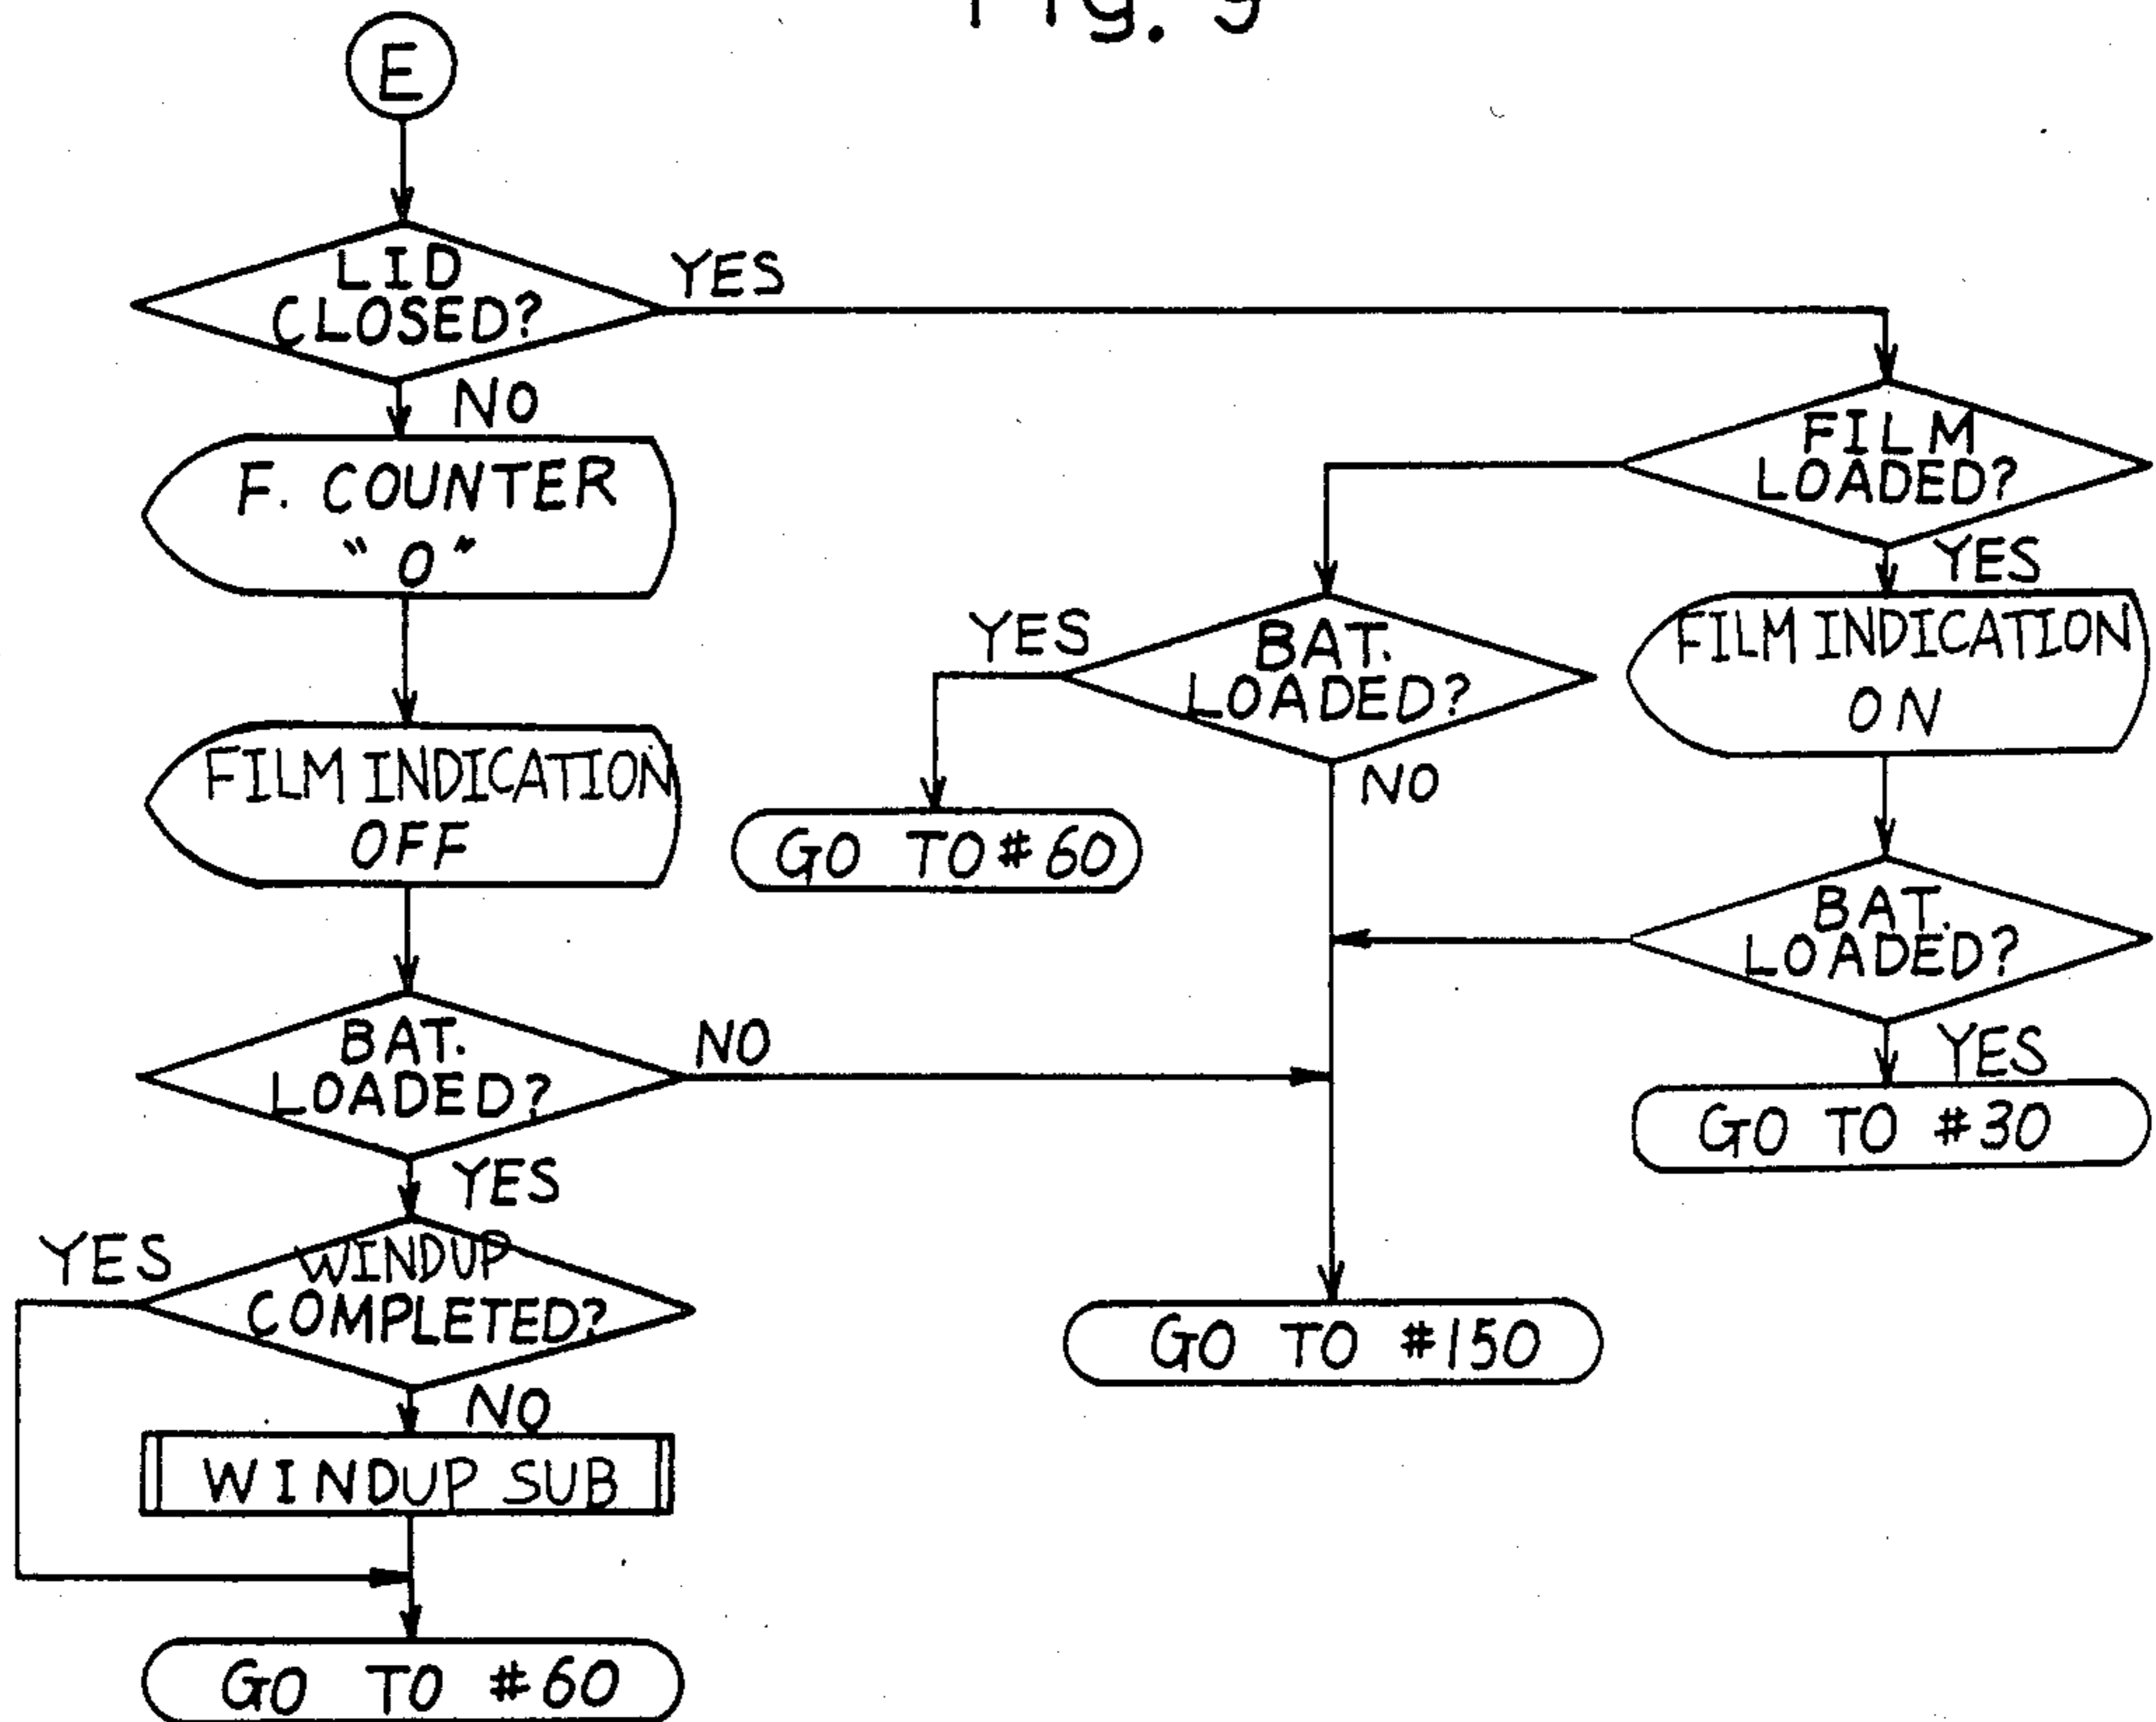 Fig. 9
E
LID
CLOSED?
YES
NO
F. COUNTER
" 0 "
FILM INDICATION
OFF
BAT.
LOADED?
NO
YES
WINDUP
COMPLETED?
YES
NO
WINDUP SUB
GO TO #60
FILM
LOADED?
YES
BAT.
LOADED?
YES
NO
GO TO #60
FILM INDICATION
ON
BAT.
LOADED?
YES
GO TO #30
GO TO #150